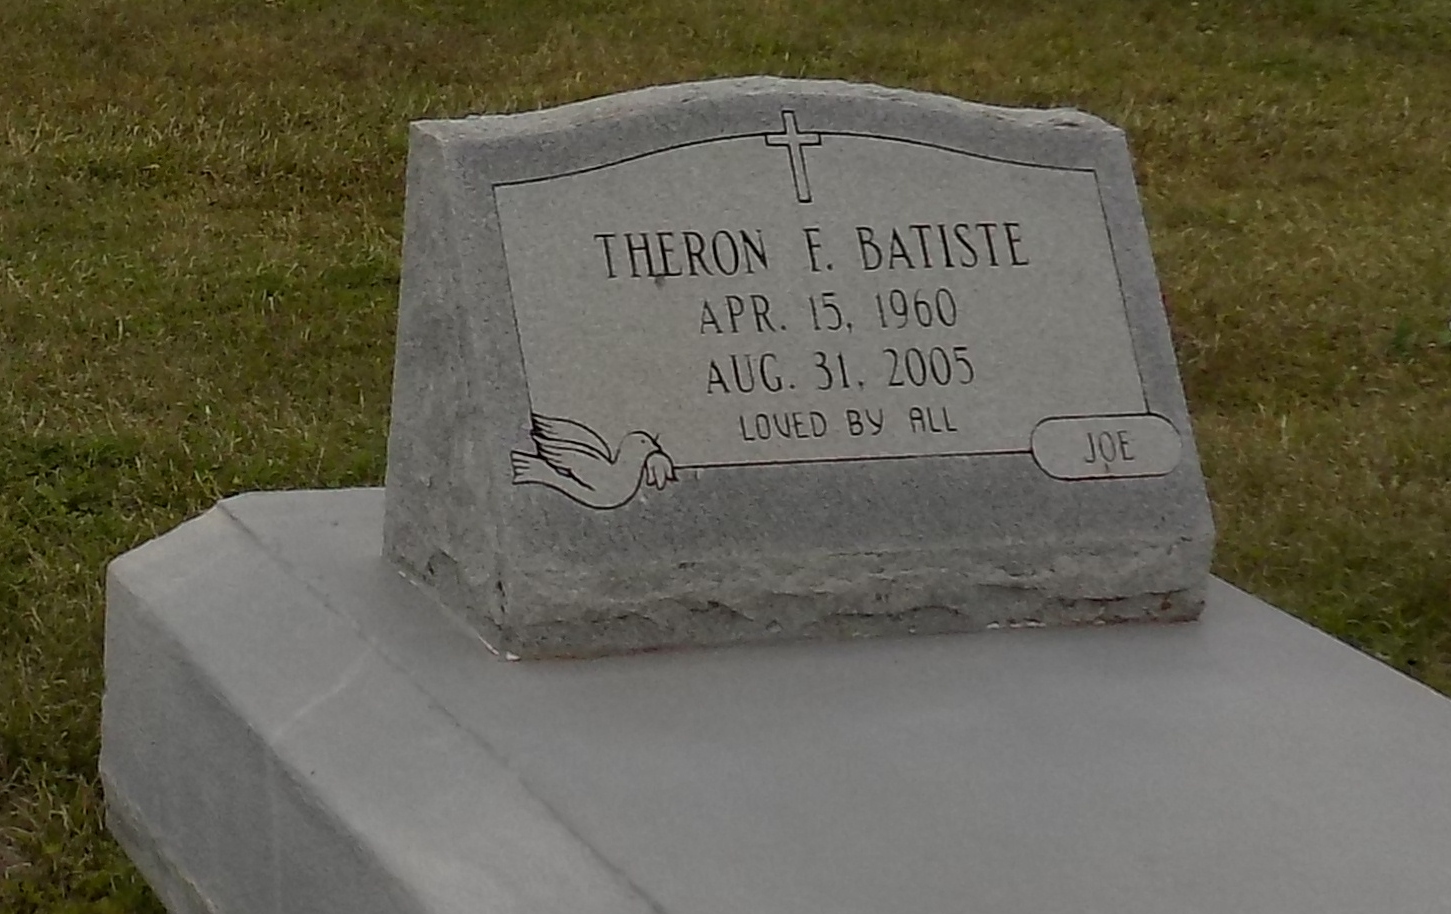 THERON F. BATISTE
APR. 15, 1960
AUG. 31, 2005
LOVED BY ALL
JOE